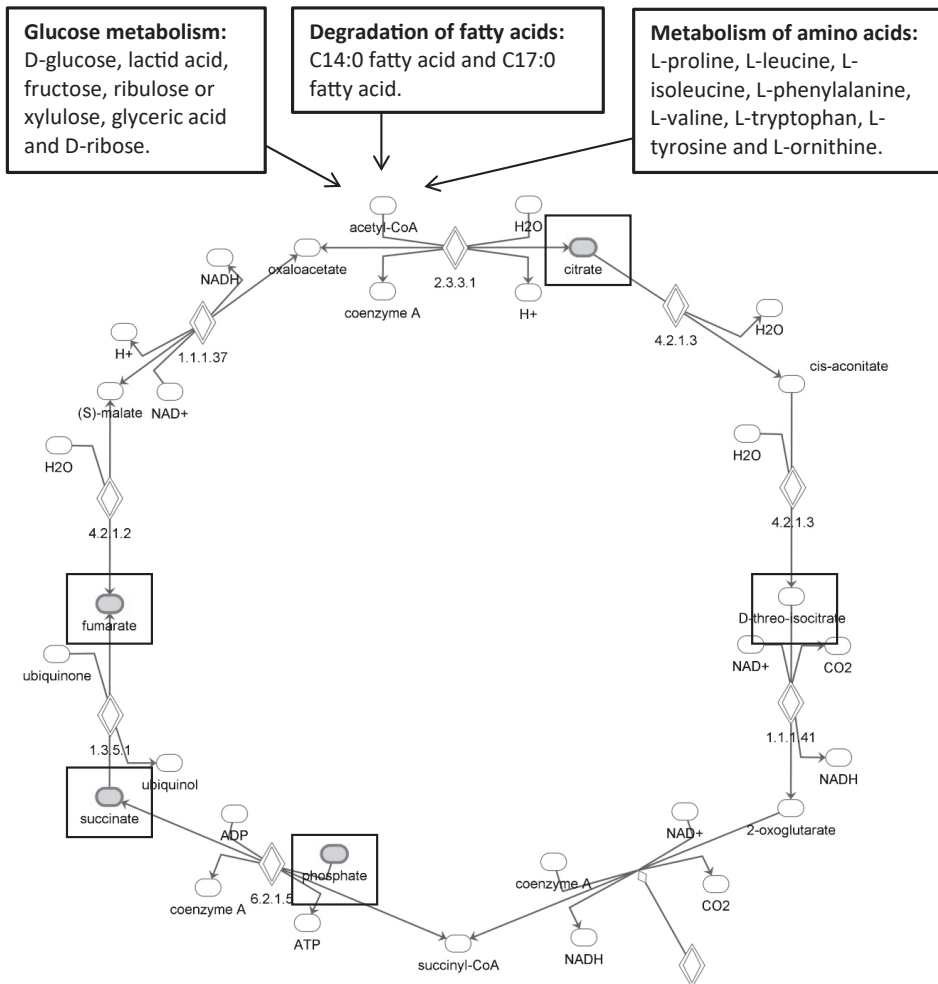 Glucose metabolism:
D-glucose, lactid acid,
fructose, ribulose or
xylulose, glyceric acid
and D-ribose.
Degradation of fatty acids:
C14:0 fatty acid and C17:0
fatty acid.
Metabolism of amino acids:
L-proline, L-leucine, L-
isoleucine, L-phenylalanine,
L-valine, L-tryptophan, L-
tyrosine and L-ornithine.
acetyl-CoA
H2O
oxaloacetate
citrate
NADH
2.3.3.1
coenzyme A
H+
H2O
4.2.1.3
H+
1.1.1.37
cis-aconitate
(S)-malate
NAD+
H2O
H2O
4.2.1.2
4.2.1.3
fumarate
D-threo-isocitrate
ubiquinone
NAD+
CO2
1.3.5.1
1.1.1.41
ubiquinol
NADH
succinate
ADP
NAD+
2-oxoglutarate
phosphate
coenzyme A
6.2.1.5
coenzyme A
CO2
ATP
NADH
succinyl-CoA